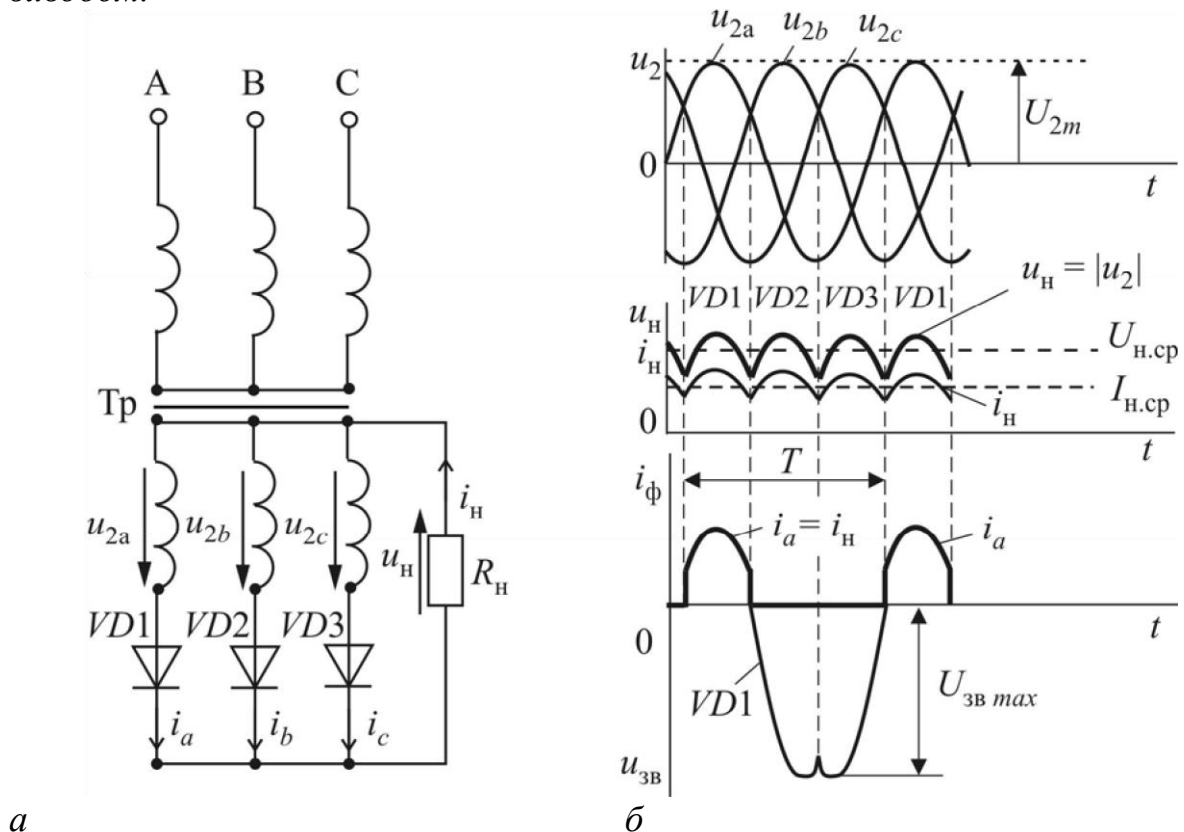 A B C
Тр
u2a u2b u2c
uн iн
Rн
VD1 VD2 VD3
ia ib ic
а
u2a u2b u2c
u2
U2m
0
t
VD1 VD2 VD3 VD1
uн = |u2|
uн
iн
Uн.ср
Iн.ср
iн
0
t
T
iф
ia = iн
ia
0
t
VD1
Uзв max
uзв
б